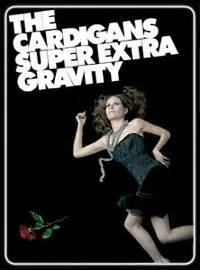 THE
CARDIGANS
SUPER EXTRA
GRAVITY